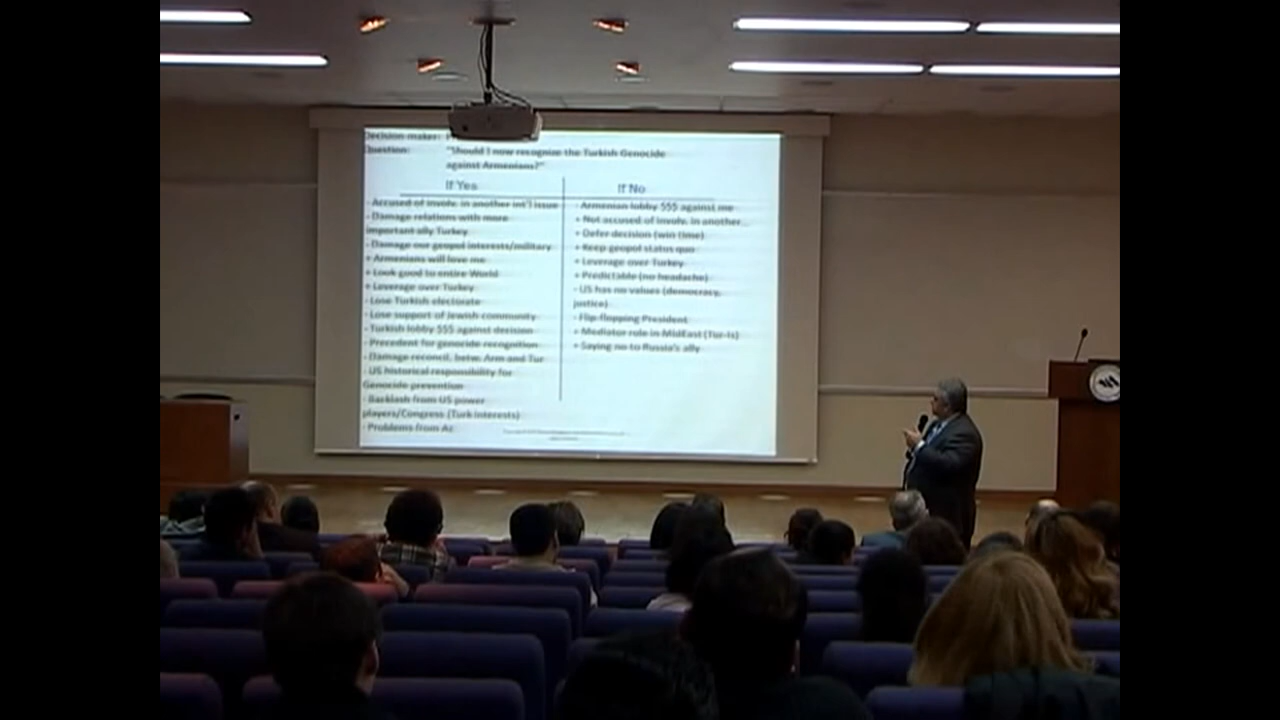 Decision maker: P
Question: "Should I now recognize the Turkish Genocide
against Armenians?"
If Yes
- Accused of involv. in another int'l issue
- Damage relations with more
important ally Turkey
- Damage our geopol interests/military
+ Armenians will love me
+ Look good to entire World
+ Leverage over Turkey
- Lose Turkish electorate
- Lose support of Jewish community
- Turkish lobby $$$ against decision
- Precedent for genocide recognition
- Damage reconcil. betw. Arm and Tur
- US historical responsibility for
Genocide prevention
- Backlash from US power
players/Congress (Turk interests)
- Problems from Ac
If No
- Armenian lobby $$$ against me
+ Not accused of involv. in another...
+ Defer decision (win time)
+ Keep geopol status quo
+ Leverage over Turkey
+ Predictable (no headache)
- US has no values (democracy,
justice)
- Flip-flopping President
+ Mediator role in MidEast (Tur-Is)
+ Saying no to Russia's ally